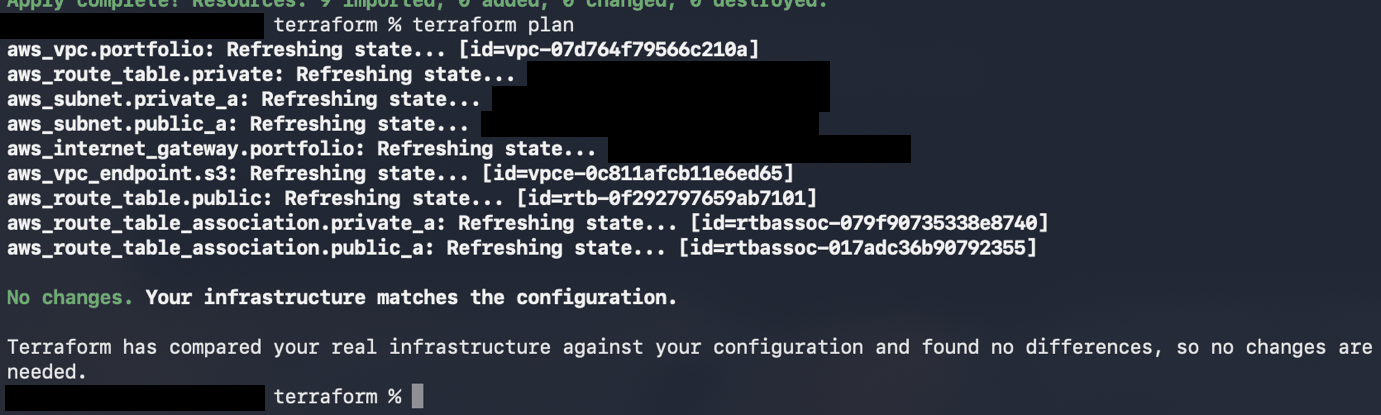 Apply complete! Resources: 9 imported, 0 added, 0 changed, 0 destroyed.
terraform % terraform plan
aws_vpc.portfolio: Refreshing state... [id=vpc-07d764f79566c210a]
aws_route_table.private: Refreshing state...
aws_subnet.private_a: Refreshing state...
aws_subnet.public_a: Refreshing state...
aws_internet_gateway.portfolio: Refreshing state...
aws_vpc_endpoint.s3: Refreshing state... [id=vpce-0c811afcb11e6ed65]
aws_route_table.public: Refreshing state... [id=rtb-0f292797659ab7101]
aws_route_table_association.private_a: Refreshing state... [id=rtbassoc-079f90735338e8740]
aws_route_table_association.public_a: Refreshing state... [id=rtbassoc-017adc36b90792355]
No changes. Your infrastructure matches the configuration.
Terraform has compared your real infrastructure against your configuration and found no differences, so no changes are
needed.
terraform %